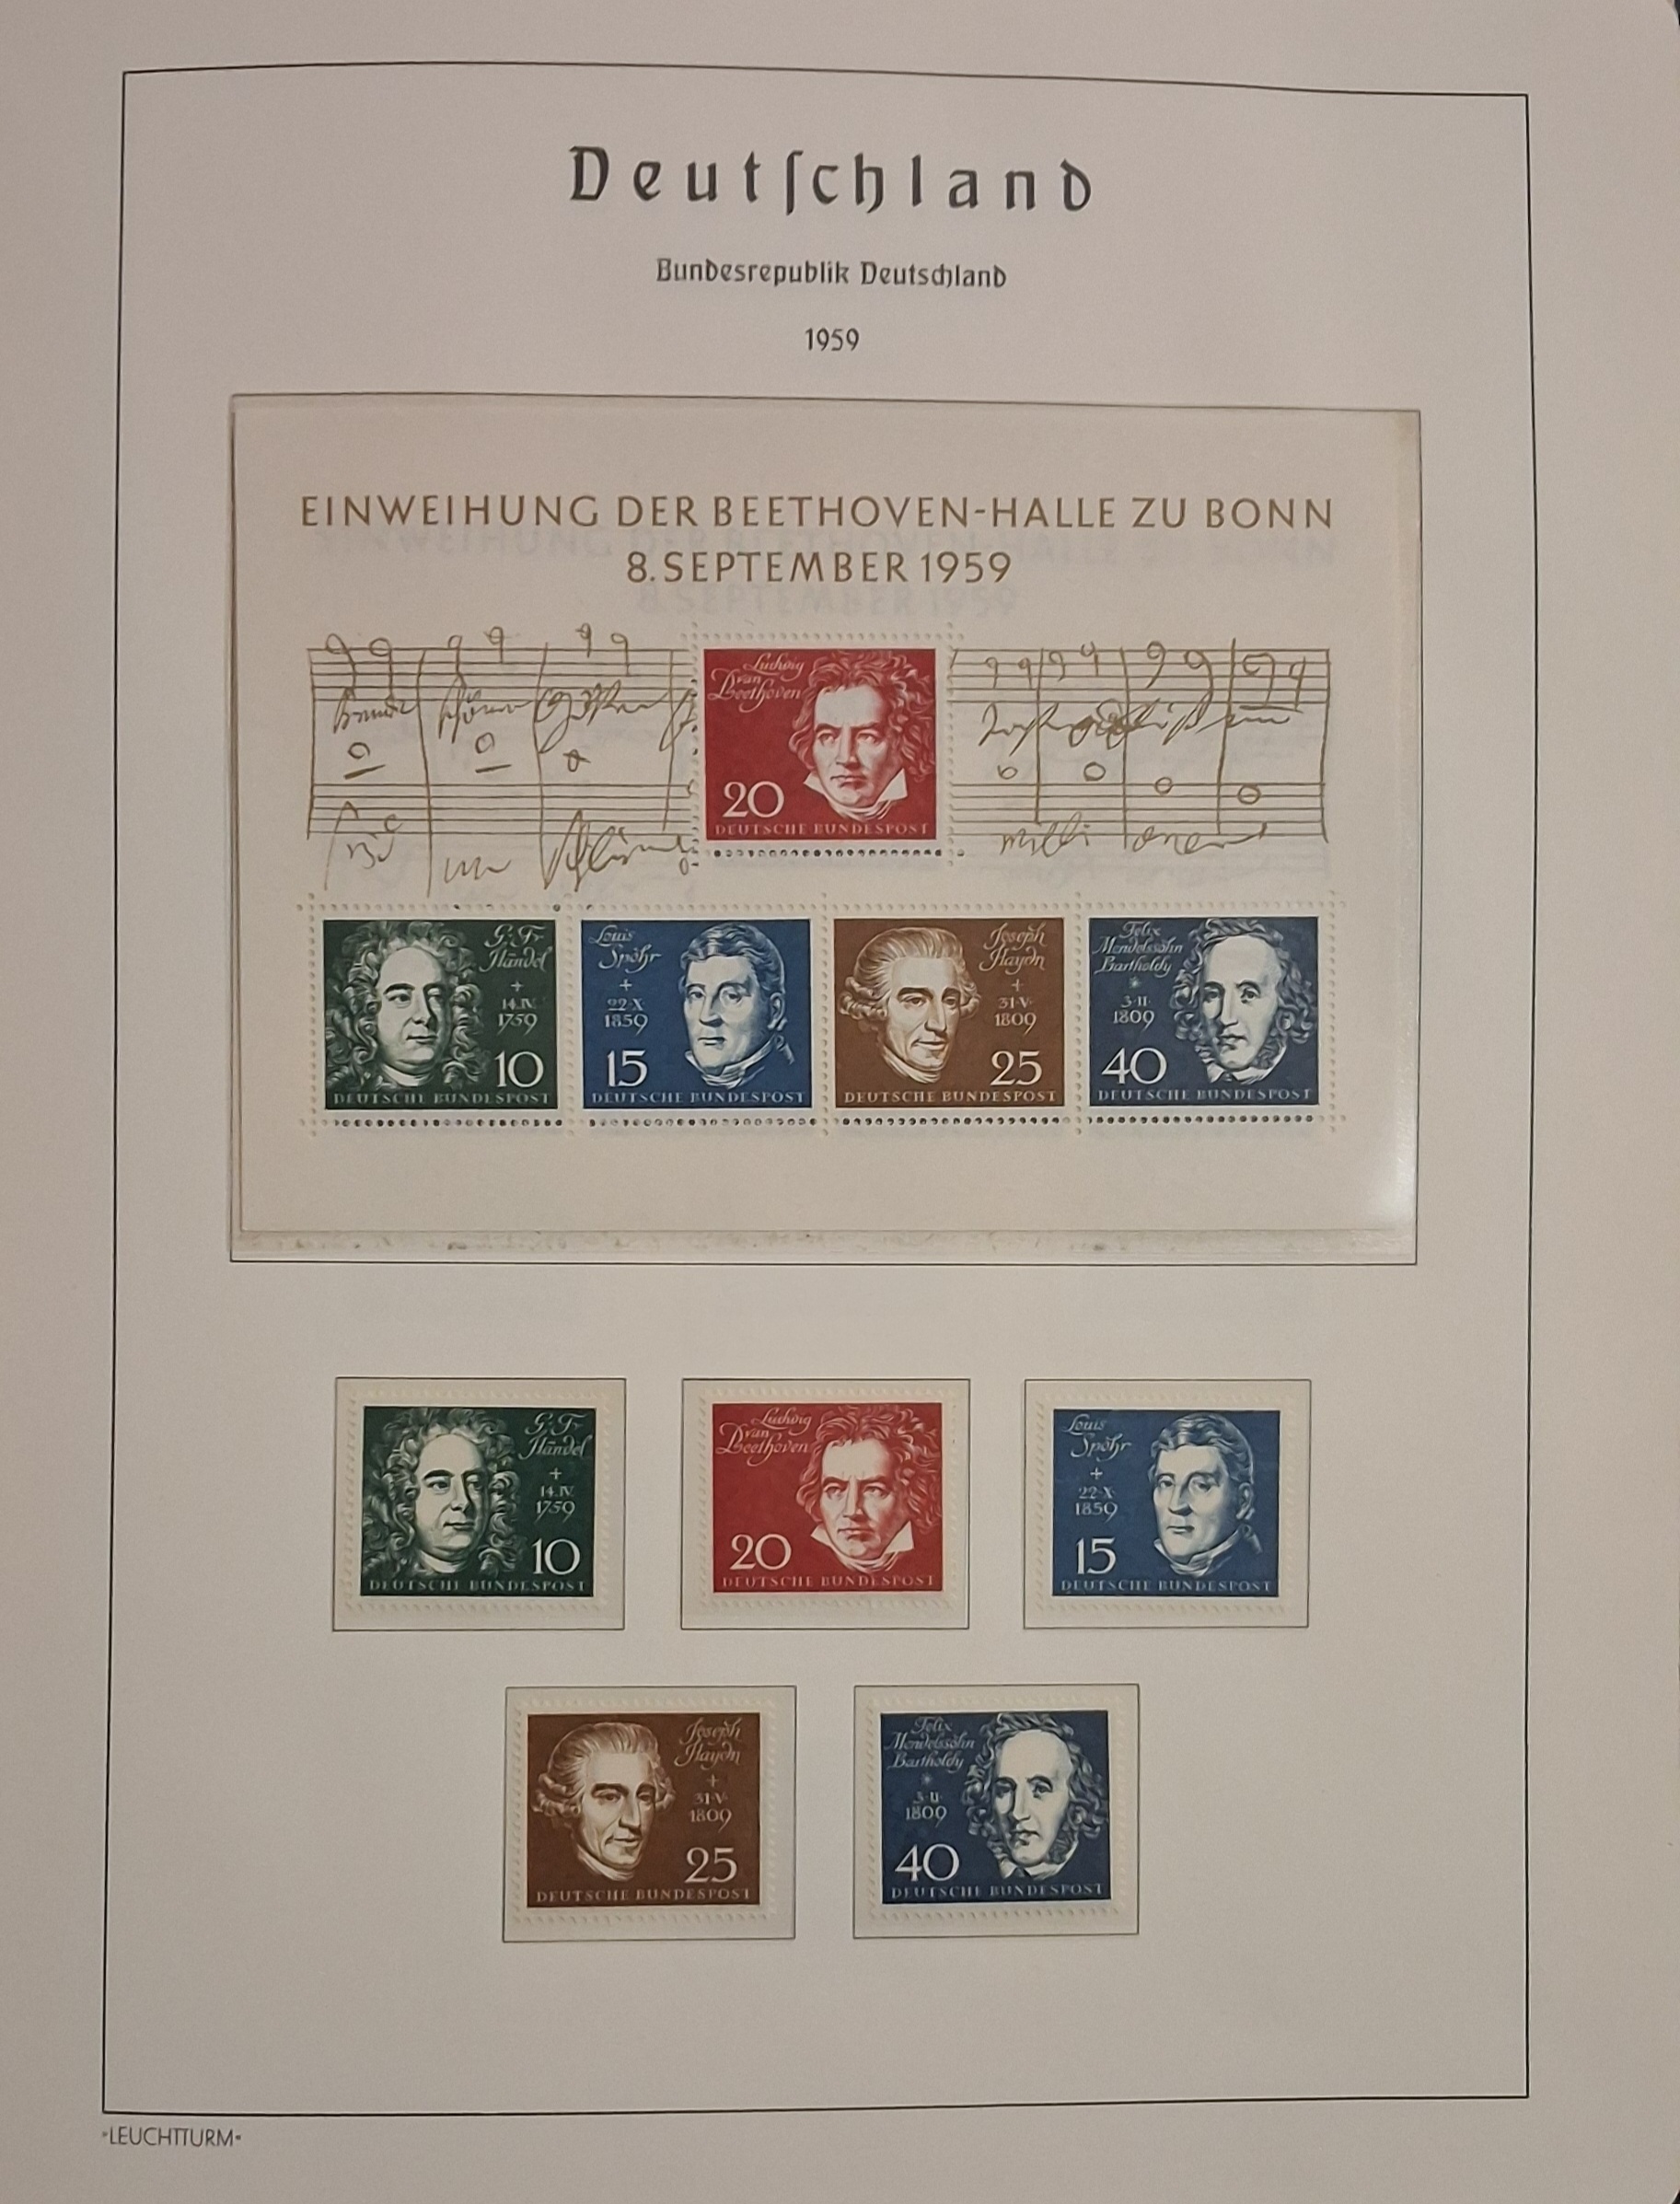 Deutſchland
Bundesrepublik Deutschland
1959
EINWEIHUNG DER BEETHOVEN-HALLE ZU BONN
8. SEPTEMBER 1959
Ludwig
van
Beethoven
20
DEUTSCHE BUNDESPOST
milli onen
G. Fr.
Händel
+
14.IV.
1759
10
DEUTSCHE BUNDESPOST
Louis
Spohr
+
22·X·
1859
15
DEUTSCHE BUNDESPOST
Joseph
Haydn
+
31·V·
1809
25
DEUTSCHE BUNDESPOST
Felix
Mendelssohn
Bartholdy
*
3·II·
1809
40
DEUTSCHE BUNDESPOST
G. Fr.
Händel
+
14.IV.
1759
10
DEUTSCHE BUNDESPOST
Ludwig
van
Beethoven
20
DEUTSCHE BUNDESPOST
Louis
Spohr
+
22·X·
1859
15
DEUTSCHE BUNDESPOST
Joseph
Haydn
+
31·V·
1809
25
DEUTSCHE BUNDESPOST
Felix
Mendelssohn
Bartholdy
*
3·II·
1809
40
DEUTSCHE BUNDESPOST
»LEUCHTTURM«